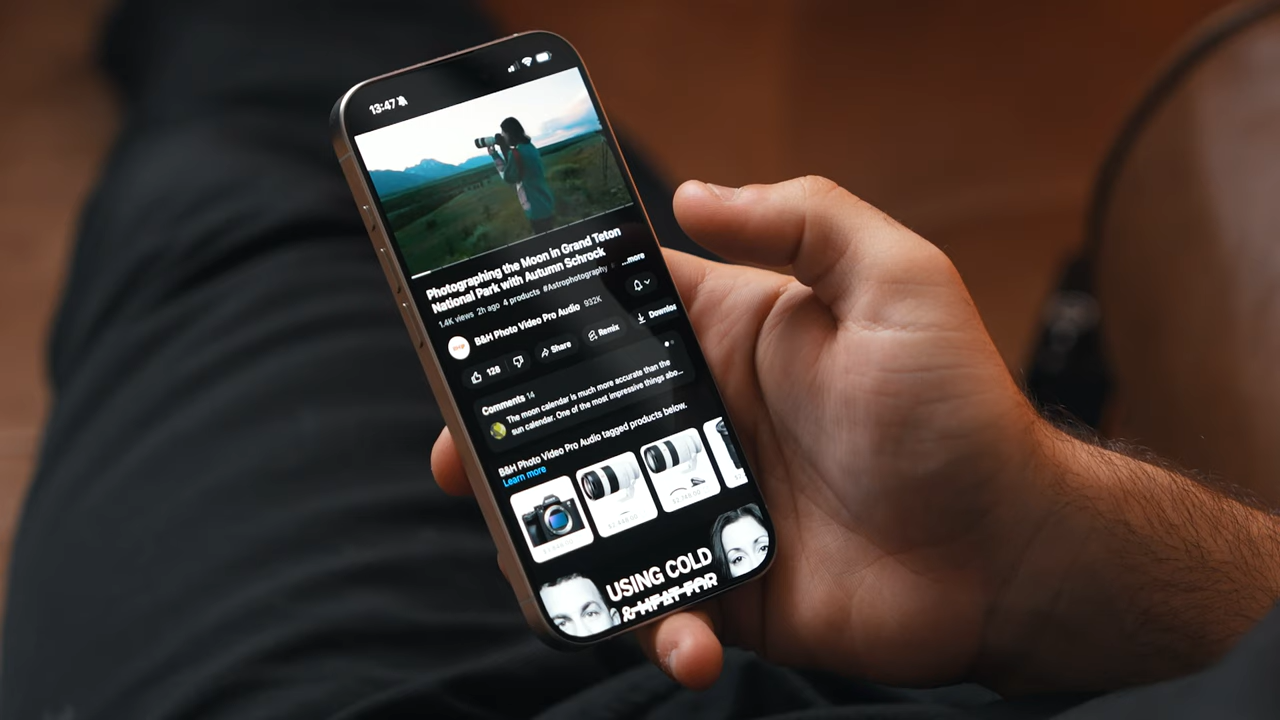 13:47
Photographing the Moon in Grand Teton
National Park with Autumn Schrock
1.4K views 2h ago 4 products #Astrophotography ...more
B&H Photo Video Pro Audio 932K
128 Share Remix Downloa
Comments 14
The moon calendar is much more accurate than the
sun calendar. One of the most impressive things abo...
B&H Photo Video Pro Audio tagged products below.
Learn more
USING COLD
& HEAT FOR